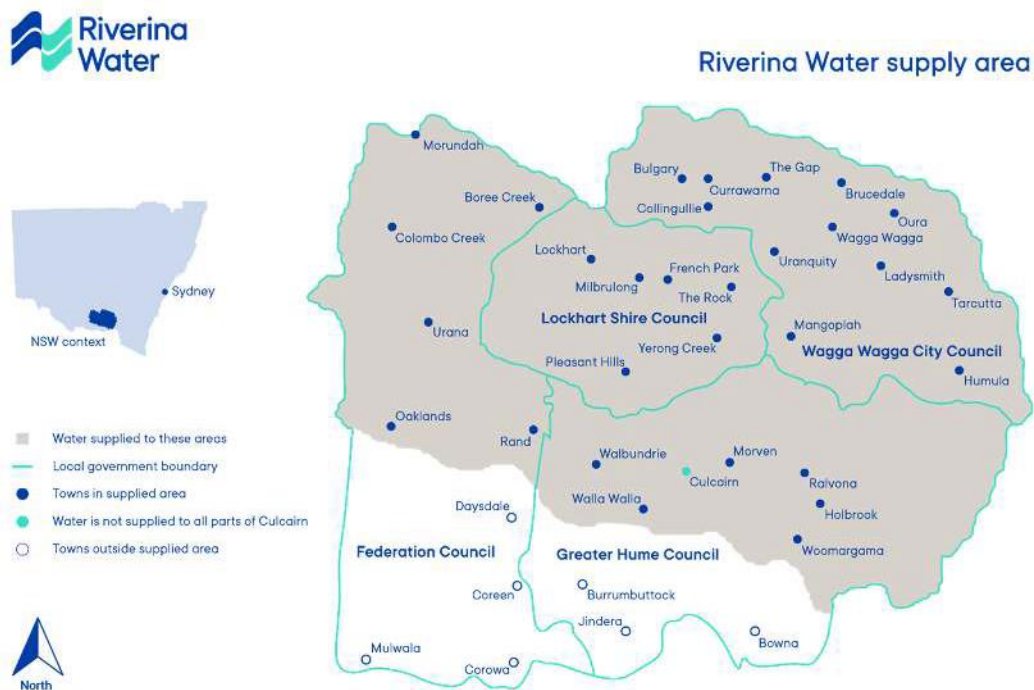 Riverina
Water
Riverina Water supply area
Morundah
Bulgary
The Gap
Currawarna
Brucedale
Boree Creek
Collingullie
Oura
Colombo Creek
Wagga Wagga
Lockhart
Uranquity
French Park
Ladysmith
Milbrulong
The Rock
Tarcutta
Sydney
Lockhart Shire Council
Urana
Mangoplah
NSW context
Yerong Creek
Wagga Wagga City Council
Pleasant Hills
Humula
Oaklands
Rand
Water supplied to these areas
Walbundrie
Morven
Local government boundary
Culcairn
Ralvona
Towns in supplied area
Walla Walla
Holbrook
Daysdale
Water is not supplied to all parts of Culcairn
Woomargama
Towns outside supplied area
Federation Council
Greater Hume Council
Coreen
Burrumbuttock
Jindera
Mulwala
Corowa
Bowna
North